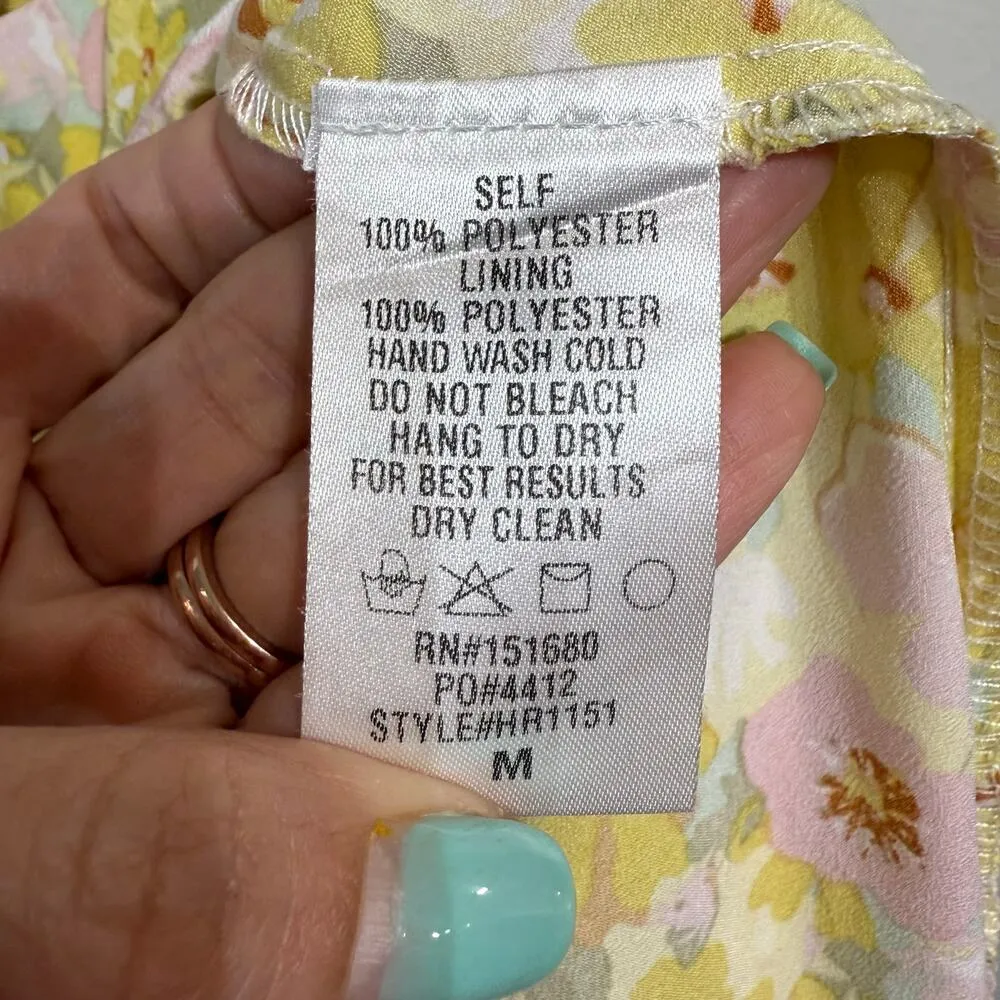 SELF
100% POLYESTER
LINING
100% POLYESTER
HAND WASH COLD
DO NOT BLEACH
HANG TO DRY
FOR BEST RESULTS
DRY CLEAN
RN#151680
PO#4412
STYLE#HR1151
M